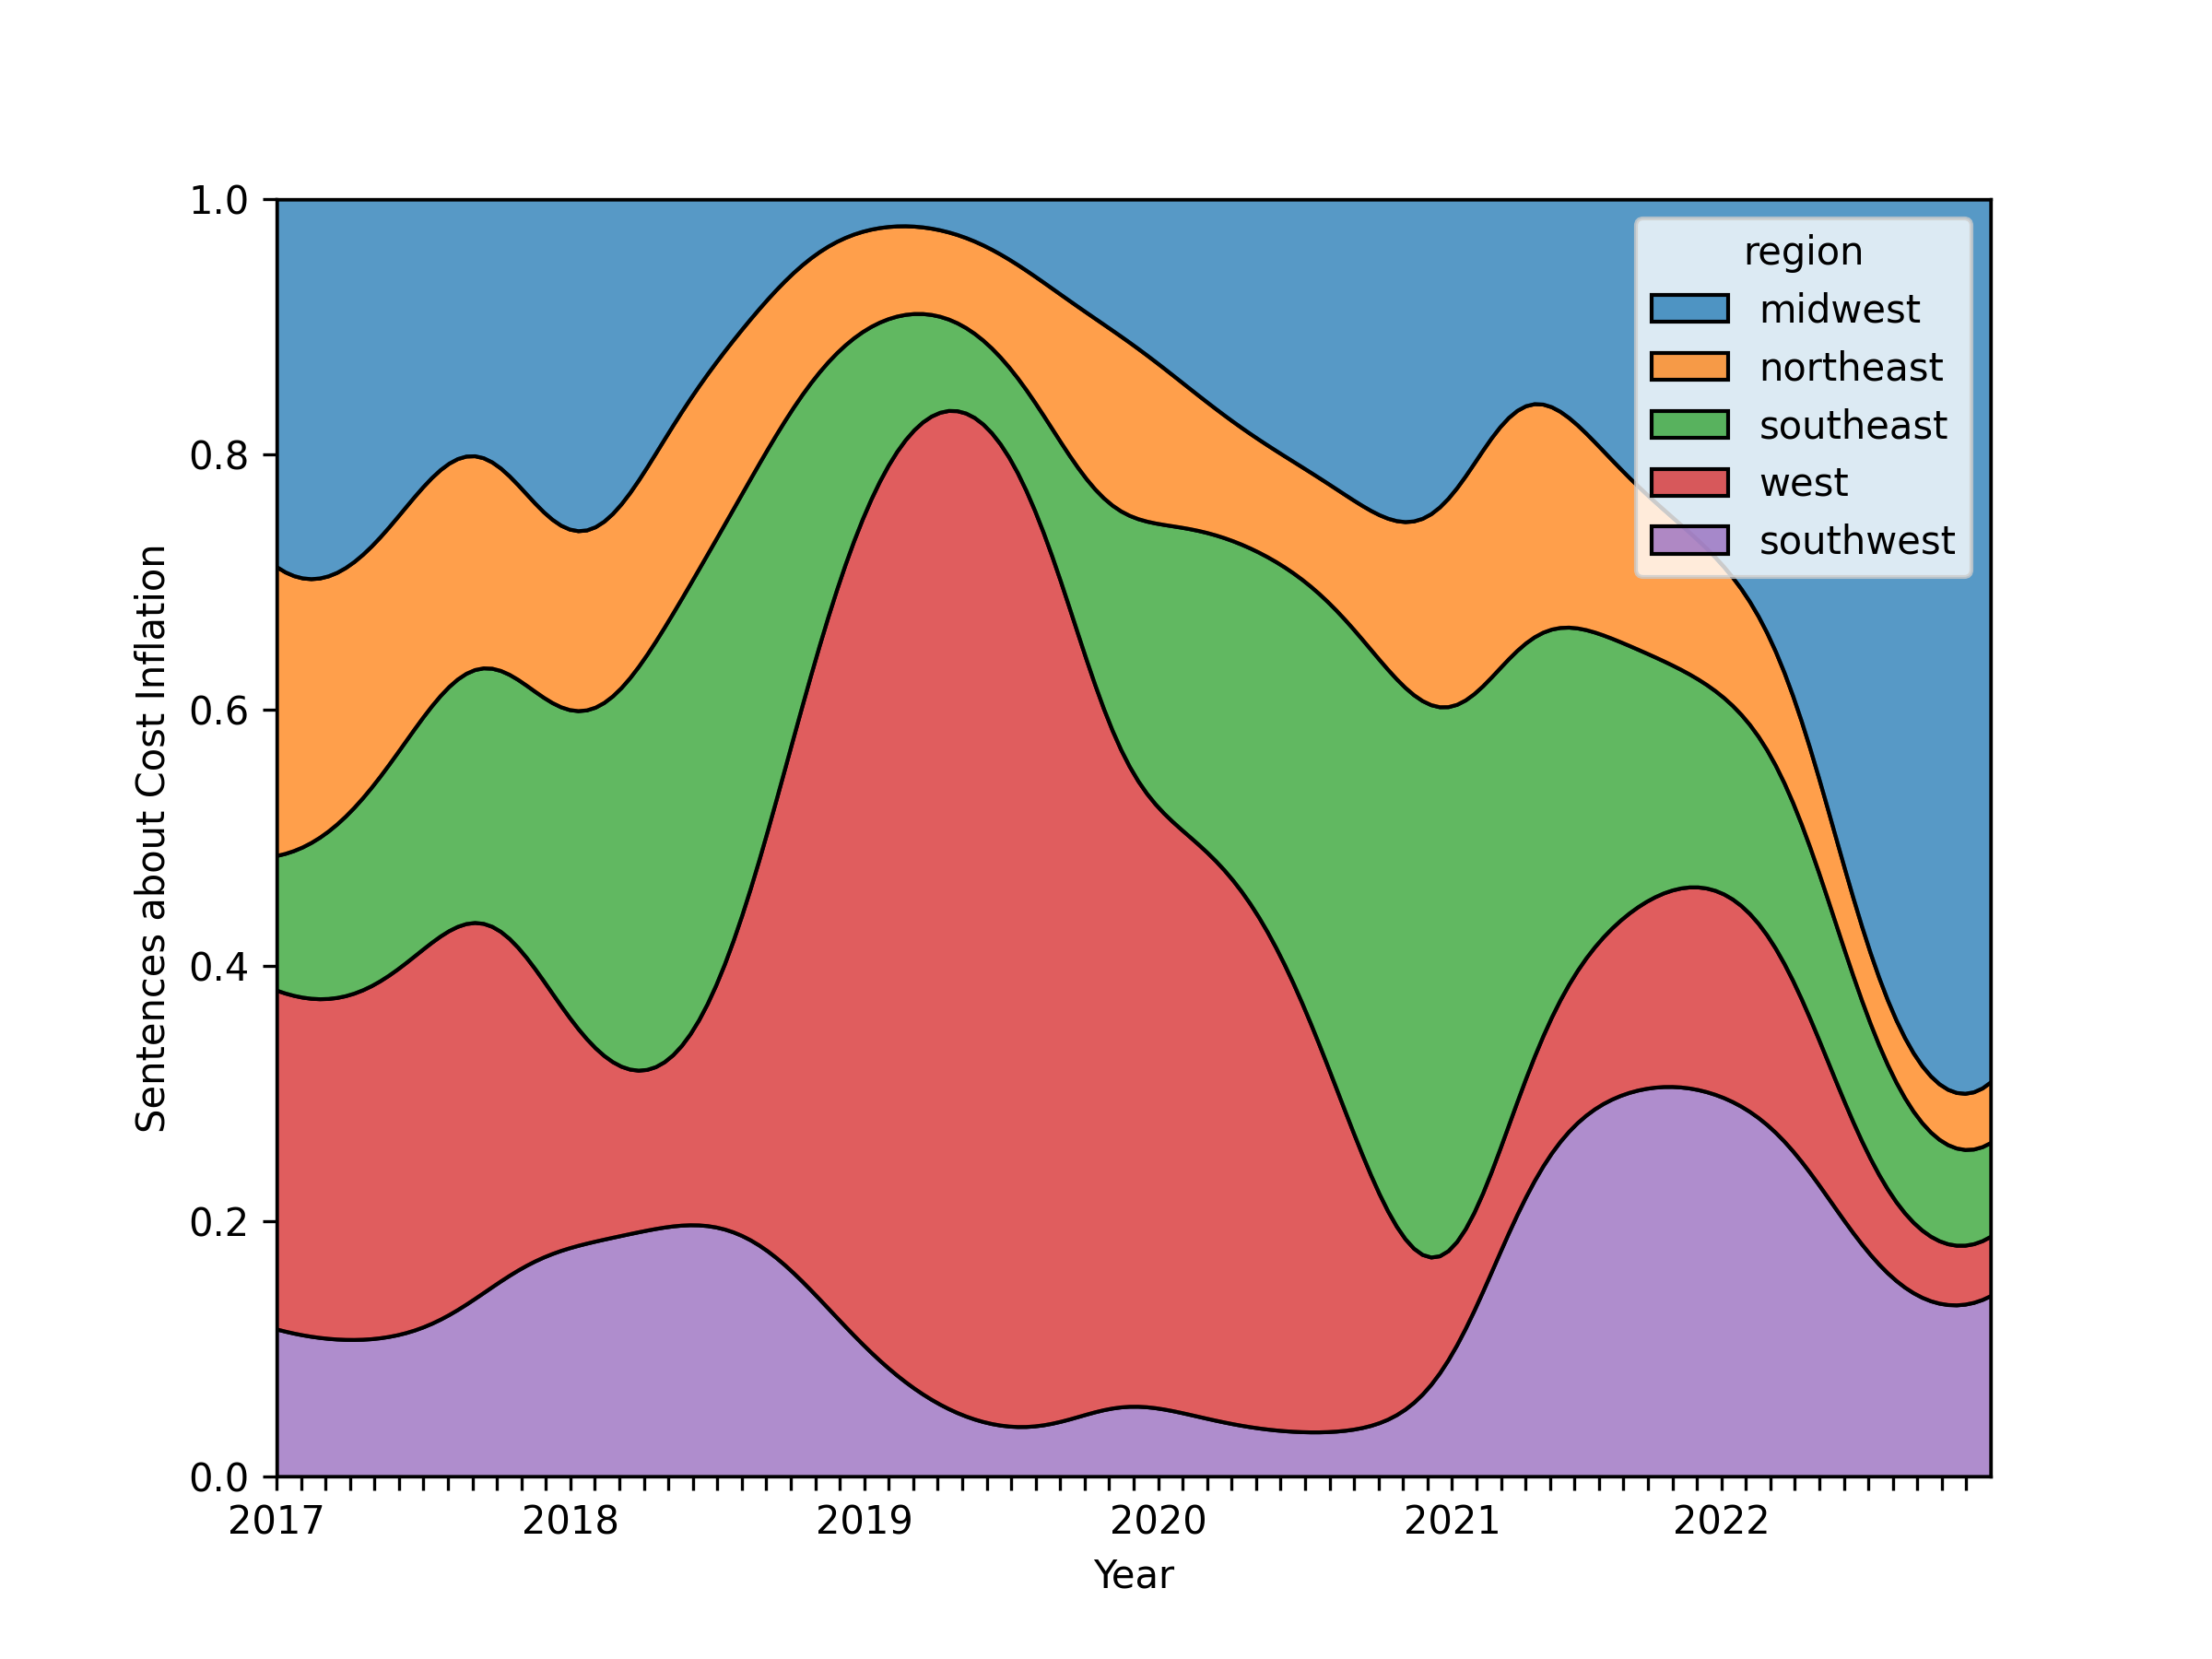 1.0
0.8
0.6
0.4
0.2
0.0
Sentences about Cost Inflation
region
midwest
northeast
southeast
west
southwest
2017 2018 2019 2020 2021 2022
Year